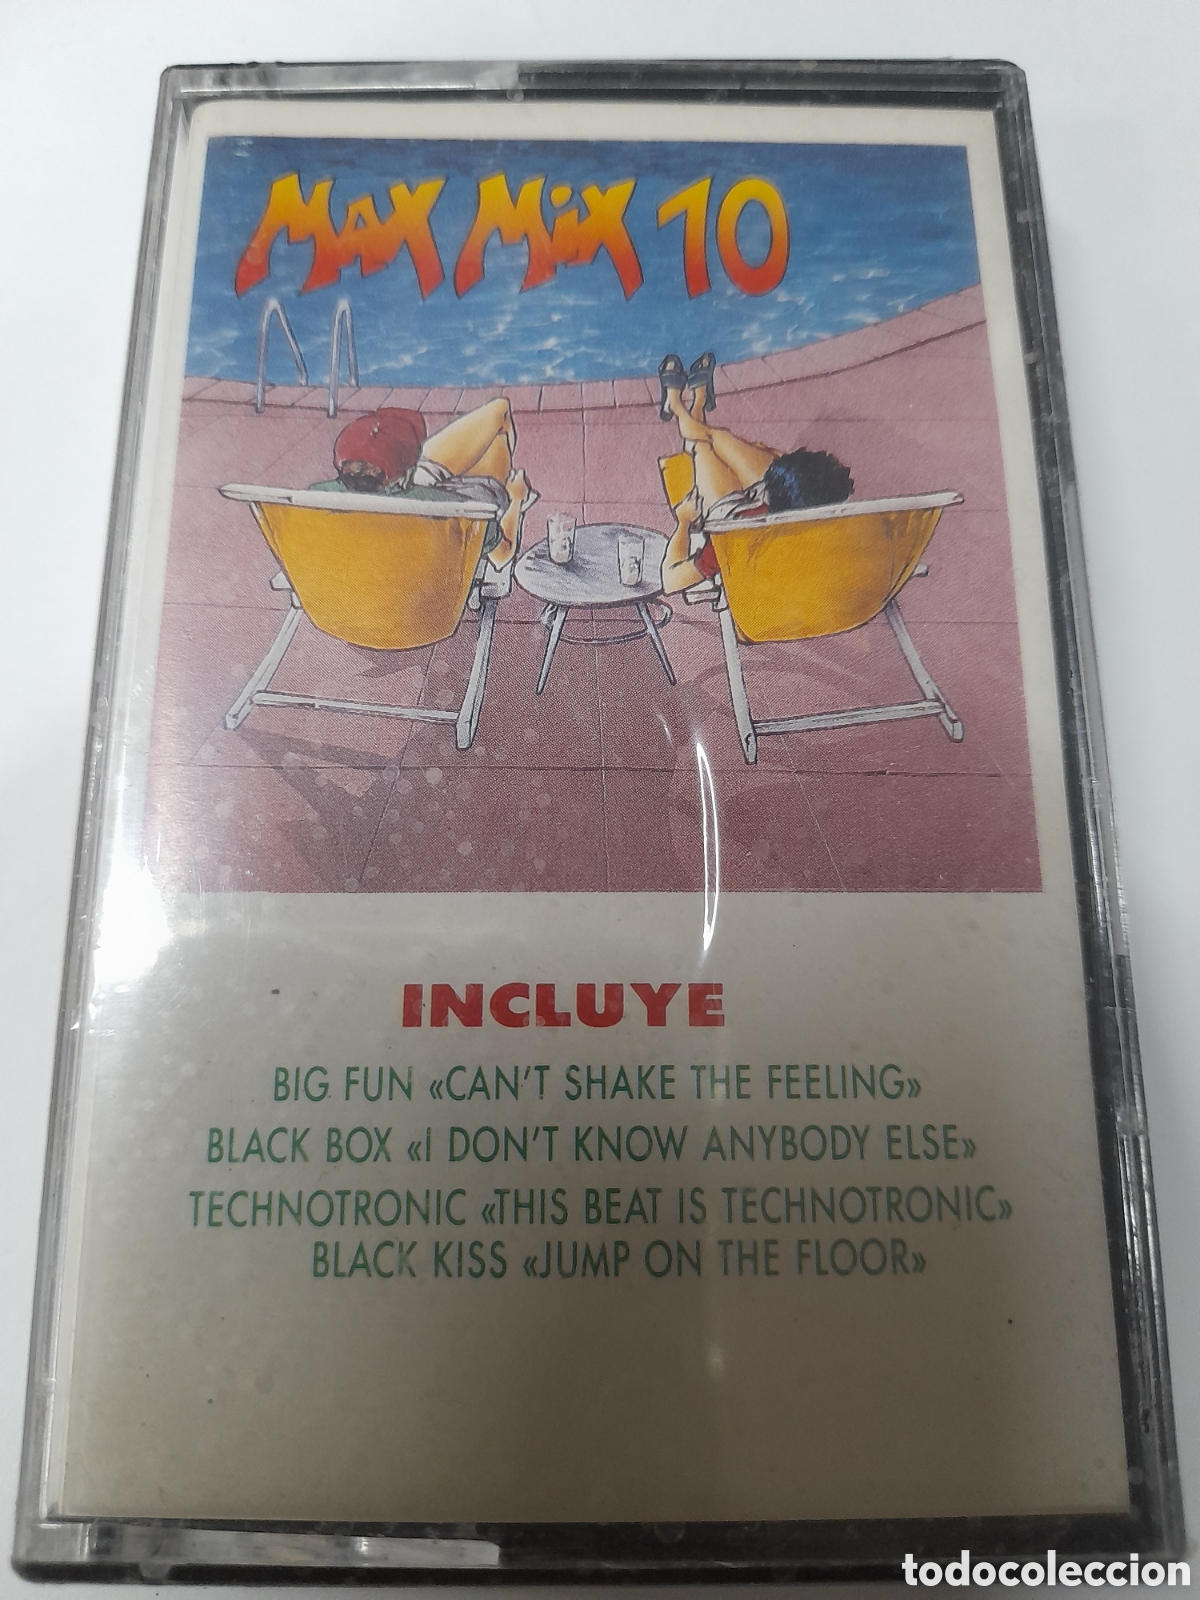 MAX MIX 10
INCLUYE
BIG FUN «CAN'T SHAKE THE FEELING»
BLACK BOX «I DON'T KNOW ANYBODY ELSE»
TECHNOTRONIC «THIS BEAT IS TECHNOTRONIC»
BLACK KISS «JUMP ON THE FLOOR»
todocoleccion